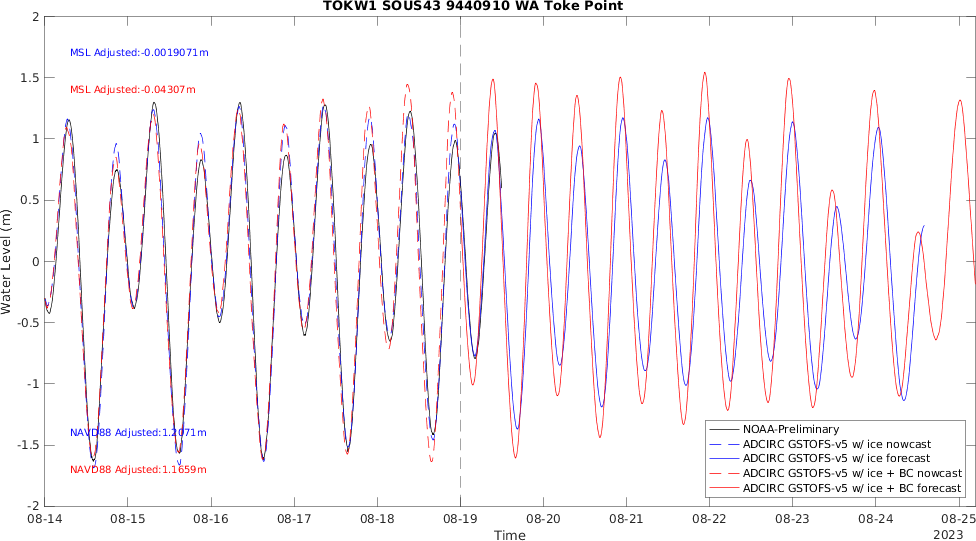 TOKW1 SOUS43 9440910 WA Toke Point
2
1.5
1
0.5
0
-0.5
-1
-1.5
-2
Water Level (m)
MSL Adjusted:-0.0019071m
MSL Adjusted:-0.04307m
NAVD88 Adjusted:1.2071m
NAVD88 Adjusted:1.1659m
NOAA-Preliminary
ADCIRC GSTOFS-v5 w/ ice nowcast
ADCIRC GSTOFS-v5 w/ ice forecast
ADCIRC GSTOFS-v5 w/ ice + BC nowcast
ADCIRC GSTOFS-v5 w/ ice + BC forecast
08-14 08-15 08-16 08-17 08-18 08-19 08-20 08-21 08-22 08-23 08-24 08-25
Time
2023